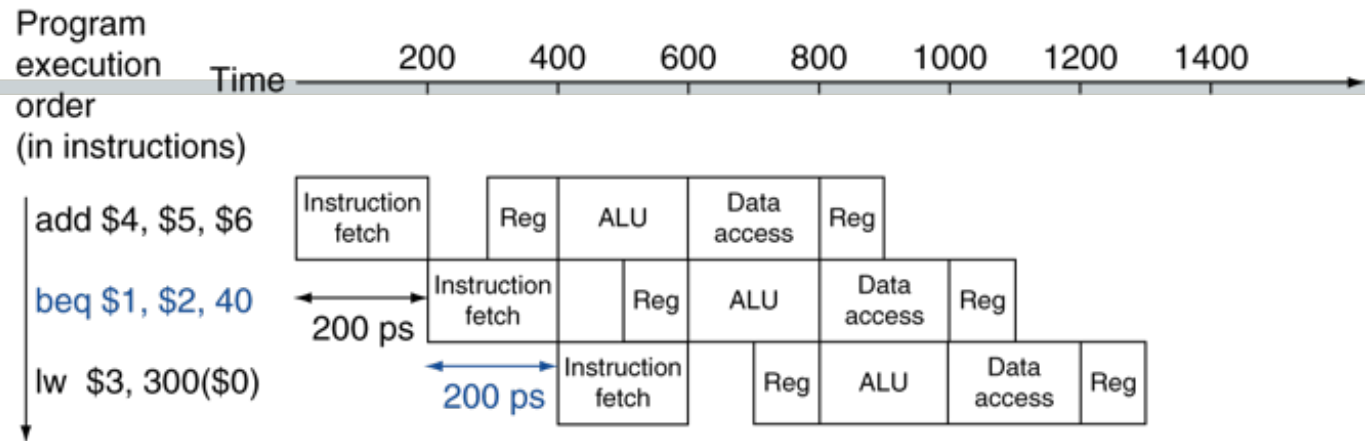 Program
execution
order
(in instructions)
Time
200 400 600 800 1000 1200 1400
add $4, $5, $6
Instruction
fetch
Reg
ALU
Data
access
Reg
beq $1, $2, 40
200 ps
Instruction
fetch
Reg
ALU
Data
access
Reg
lw $3, 300($0)
200 ps
Instruction
fetch
Reg
ALU
Data
access
Reg